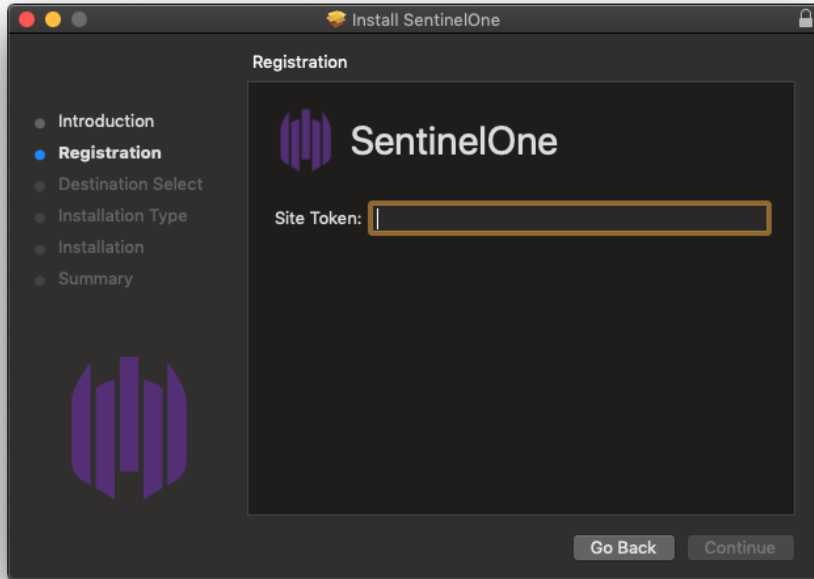 Install SentinelOne
Registration
Introduction
Registration
Destination Select
Installation Type
Installation
Summary
SentinelOne
Site Token:
Go Back
Continue